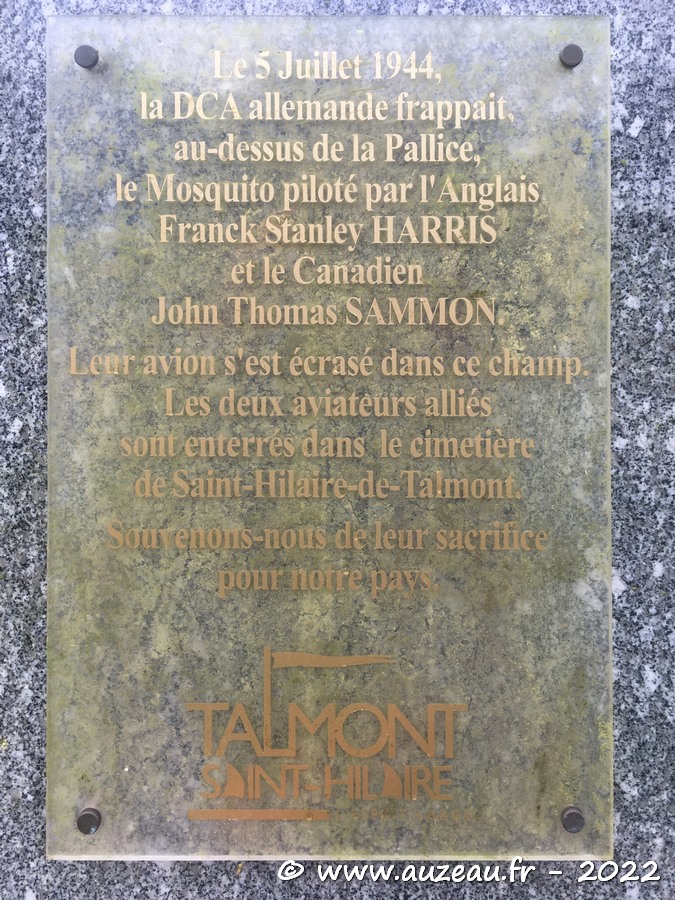 Le 5 Juillet 1944,
la DCA allemande frappait,
au-dessus de la Pallice,
le Mosquito piloté par l'Anglais
Franck Stanley HARRIS
et le Canadien
John Thomas SAMMON.
Leur avion s'est écrasé dans ce champ.
Les deux aviateurs alliés
sont enterrés dans le cimetière
de Saint-Hilaire-de-Talmont.
Souvenons-nous de leur sacrifice
pour notre pays.
TALMONT
SAINT-HILAIRE
© www.auzeau.fr - 2022